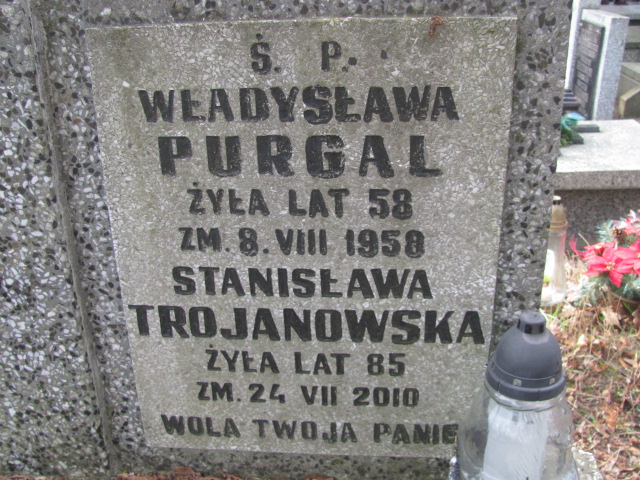 Ś. P.
WŁADYSŁAWA
PURGAL
ŻYŁA LAT 58
ZM. 8. VIII 1958
STANISŁAWA
TROJANOWSKA
ŻYŁA LAT 85
ZM. 24 VII 2010
WOLA TWOJA PANIE